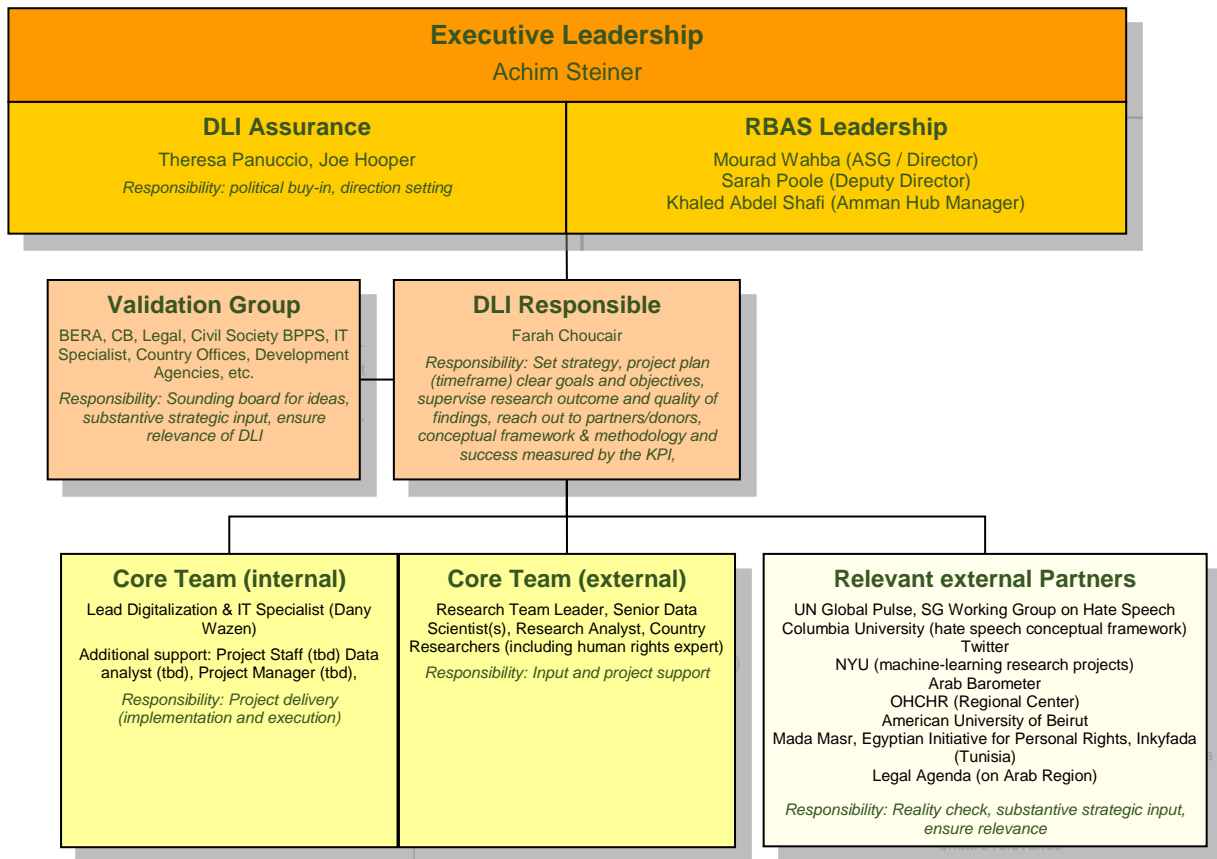 Executive Leadership
Achim Steiner
DLI Assurance
Theresa Panuccio, Joe Hooper
Responsibility: political buy-in, direction setting
RBAS Leadership
Mourad Wahba (ASG / Director)
Sarah Poole (Deputy Director)
Khaled Abdel Shafi (Amman Hub Manager)
Validation Group
BERA, CB, Legal, Civil Society BPPS, IT
Specialist, Country Offices, Development
Agencies, etc.
Responsibility: Sounding board for ideas,
substantive strategic input, ensure
relevance of DLI
DLI Responsible
Farah Choucair
Responsibility: Set strategy, project plan
(timeframe) clear goals and objectives,
supervise research outcome and quality of
findings, reach out to partners/donors,
conceptual framework & methodology and
success measured by the KPI,
Core Team (internal)
Lead Digitalization & IT Specialist (Dany
Wazen)
Additional support: Project Staff (tbd) Data
analyst (tbd), Project Manager (tbd),
Responsibility: Project delivery
(implementation and execution)
Core Team (external)
Research Team Leader, Senior Data
Scientist(s), Research Analyst, Country
Researchers (including human rights expert)
Responsibility: Input and project support
Relevant external Partners
UN Global Pulse, SG Working Group on Hate Speech
Columbia University (hate speech conceptual framework)
Twitter
NYU (machine-learning research projects)
Arab Barometer
OHCHR (Regional Center)
American University of Beirut
Mada Masr, Egyptian Initiative for Personal Rights, Inkyfada
(Tunisia)
Legal Agenda (on Arab Region)
Responsibility: Reality check, substantive strategic input,
ensure relevance